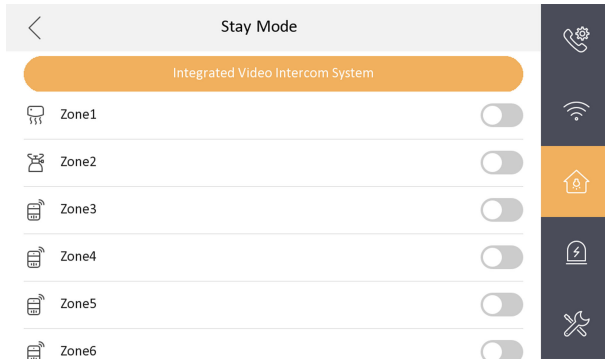 Stay Mode
Integrated Video Intercom System
Zone1
Zone2
Zone3
Zone4
Zone5
Zone6